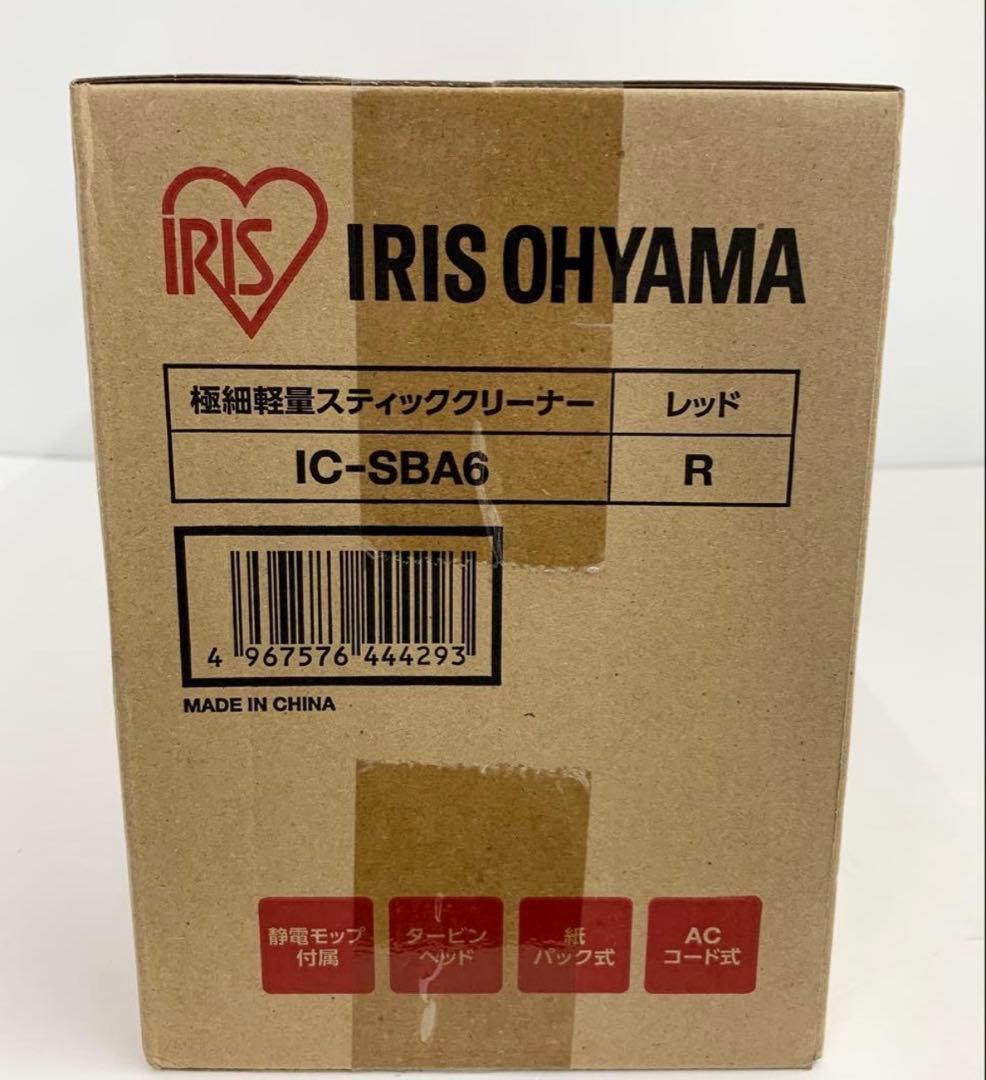 IRIS
IRIS OHYAMA
極細軽量スティッククリーナー レッド
IC-SBA6 R
4 967576 444293
MADE IN CHINA
静電モップ
付属
タービン
ヘッド
紙
パック式
AC
コード式